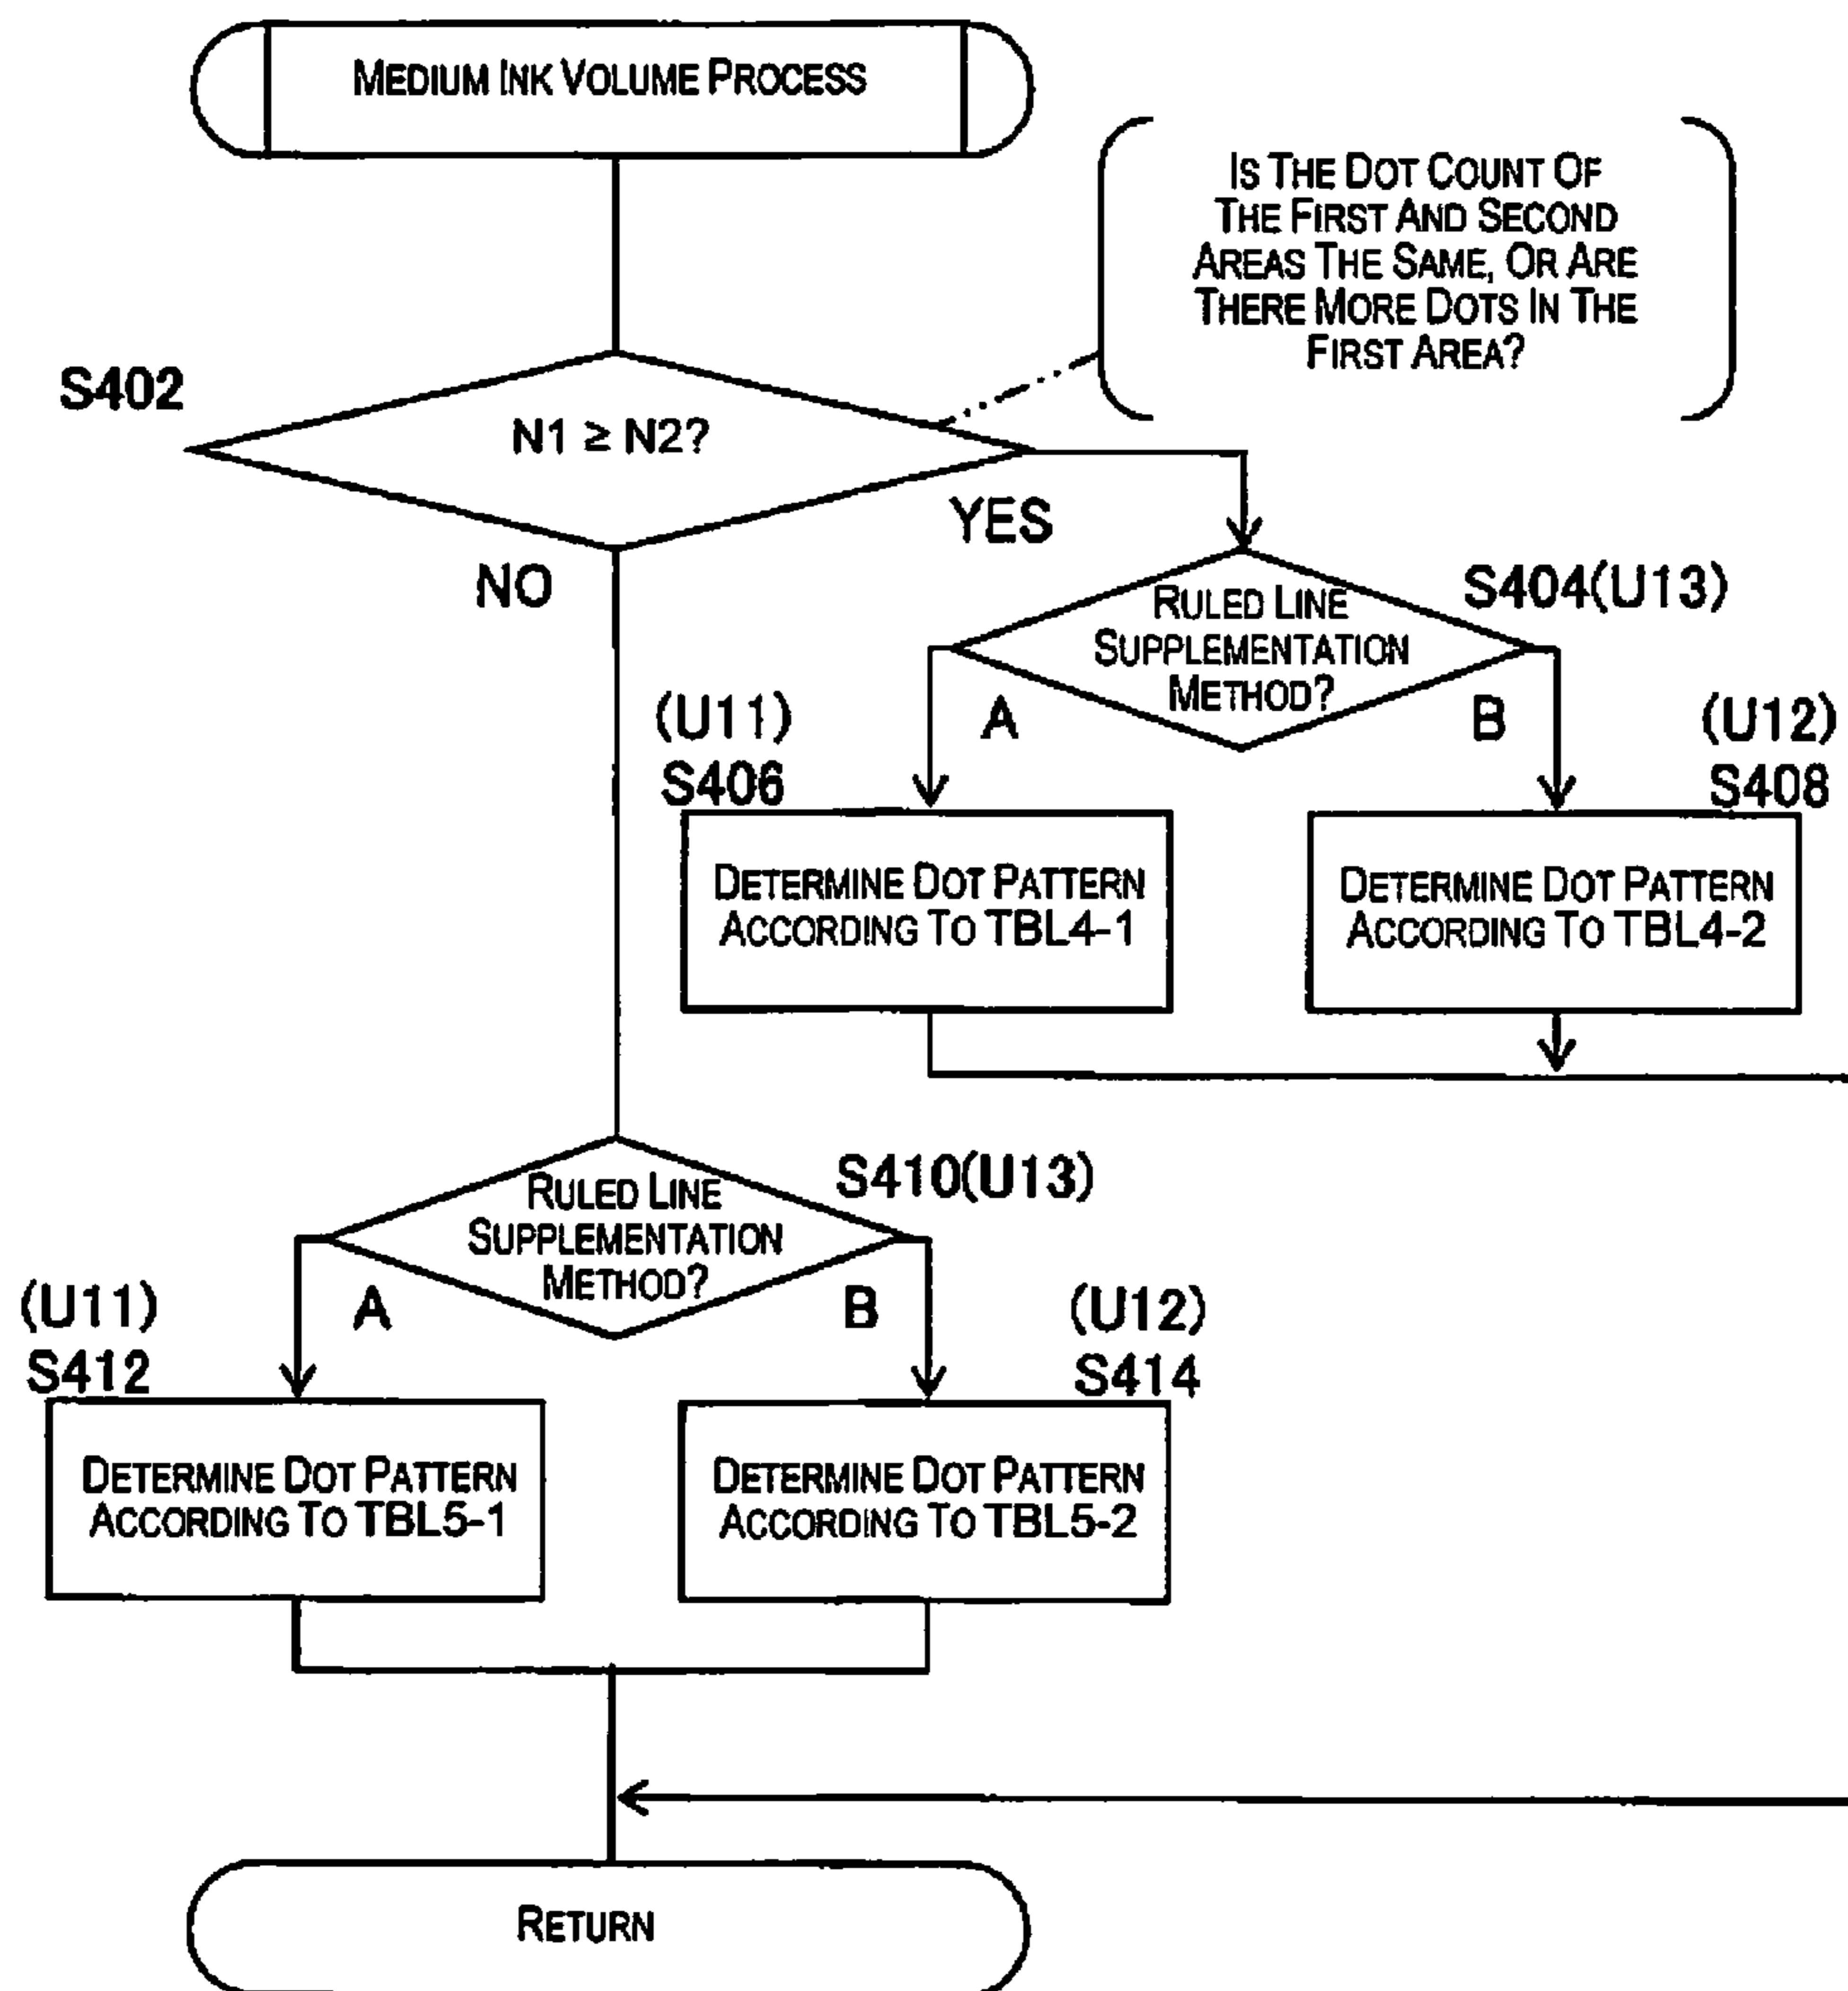 MEDIUM INK VOLUME PROCESS
IS THE DOT COUNT OF
THE FIRST AND SECOND
AREAS THE SAME, OR ARE
THERE MORE DOTS IN THE
FIRST AREA?
S402
N1 ≥ N2?
YES
NO
S404(U13)
RULED LINE
SUPPLEMENTATION
METHOD?
A
B
(U11)
S406
(U12)
S408
DETERMINE DOT PATTERN
ACCORDING TO TBL4-1
DETERMINE DOT PATTERN
ACCORDING TO TBL4-2
S410(U13)
RULED LINE
SUPPLEMENTATION
METHOD?
A
B
(U11)
S412
(U12)
S414
DETERMINE DOT PATTERN
ACCORDING TO TBL5-1
DETERMINE DOT PATTERN
ACCORDING TO TBL5-2
RETURN